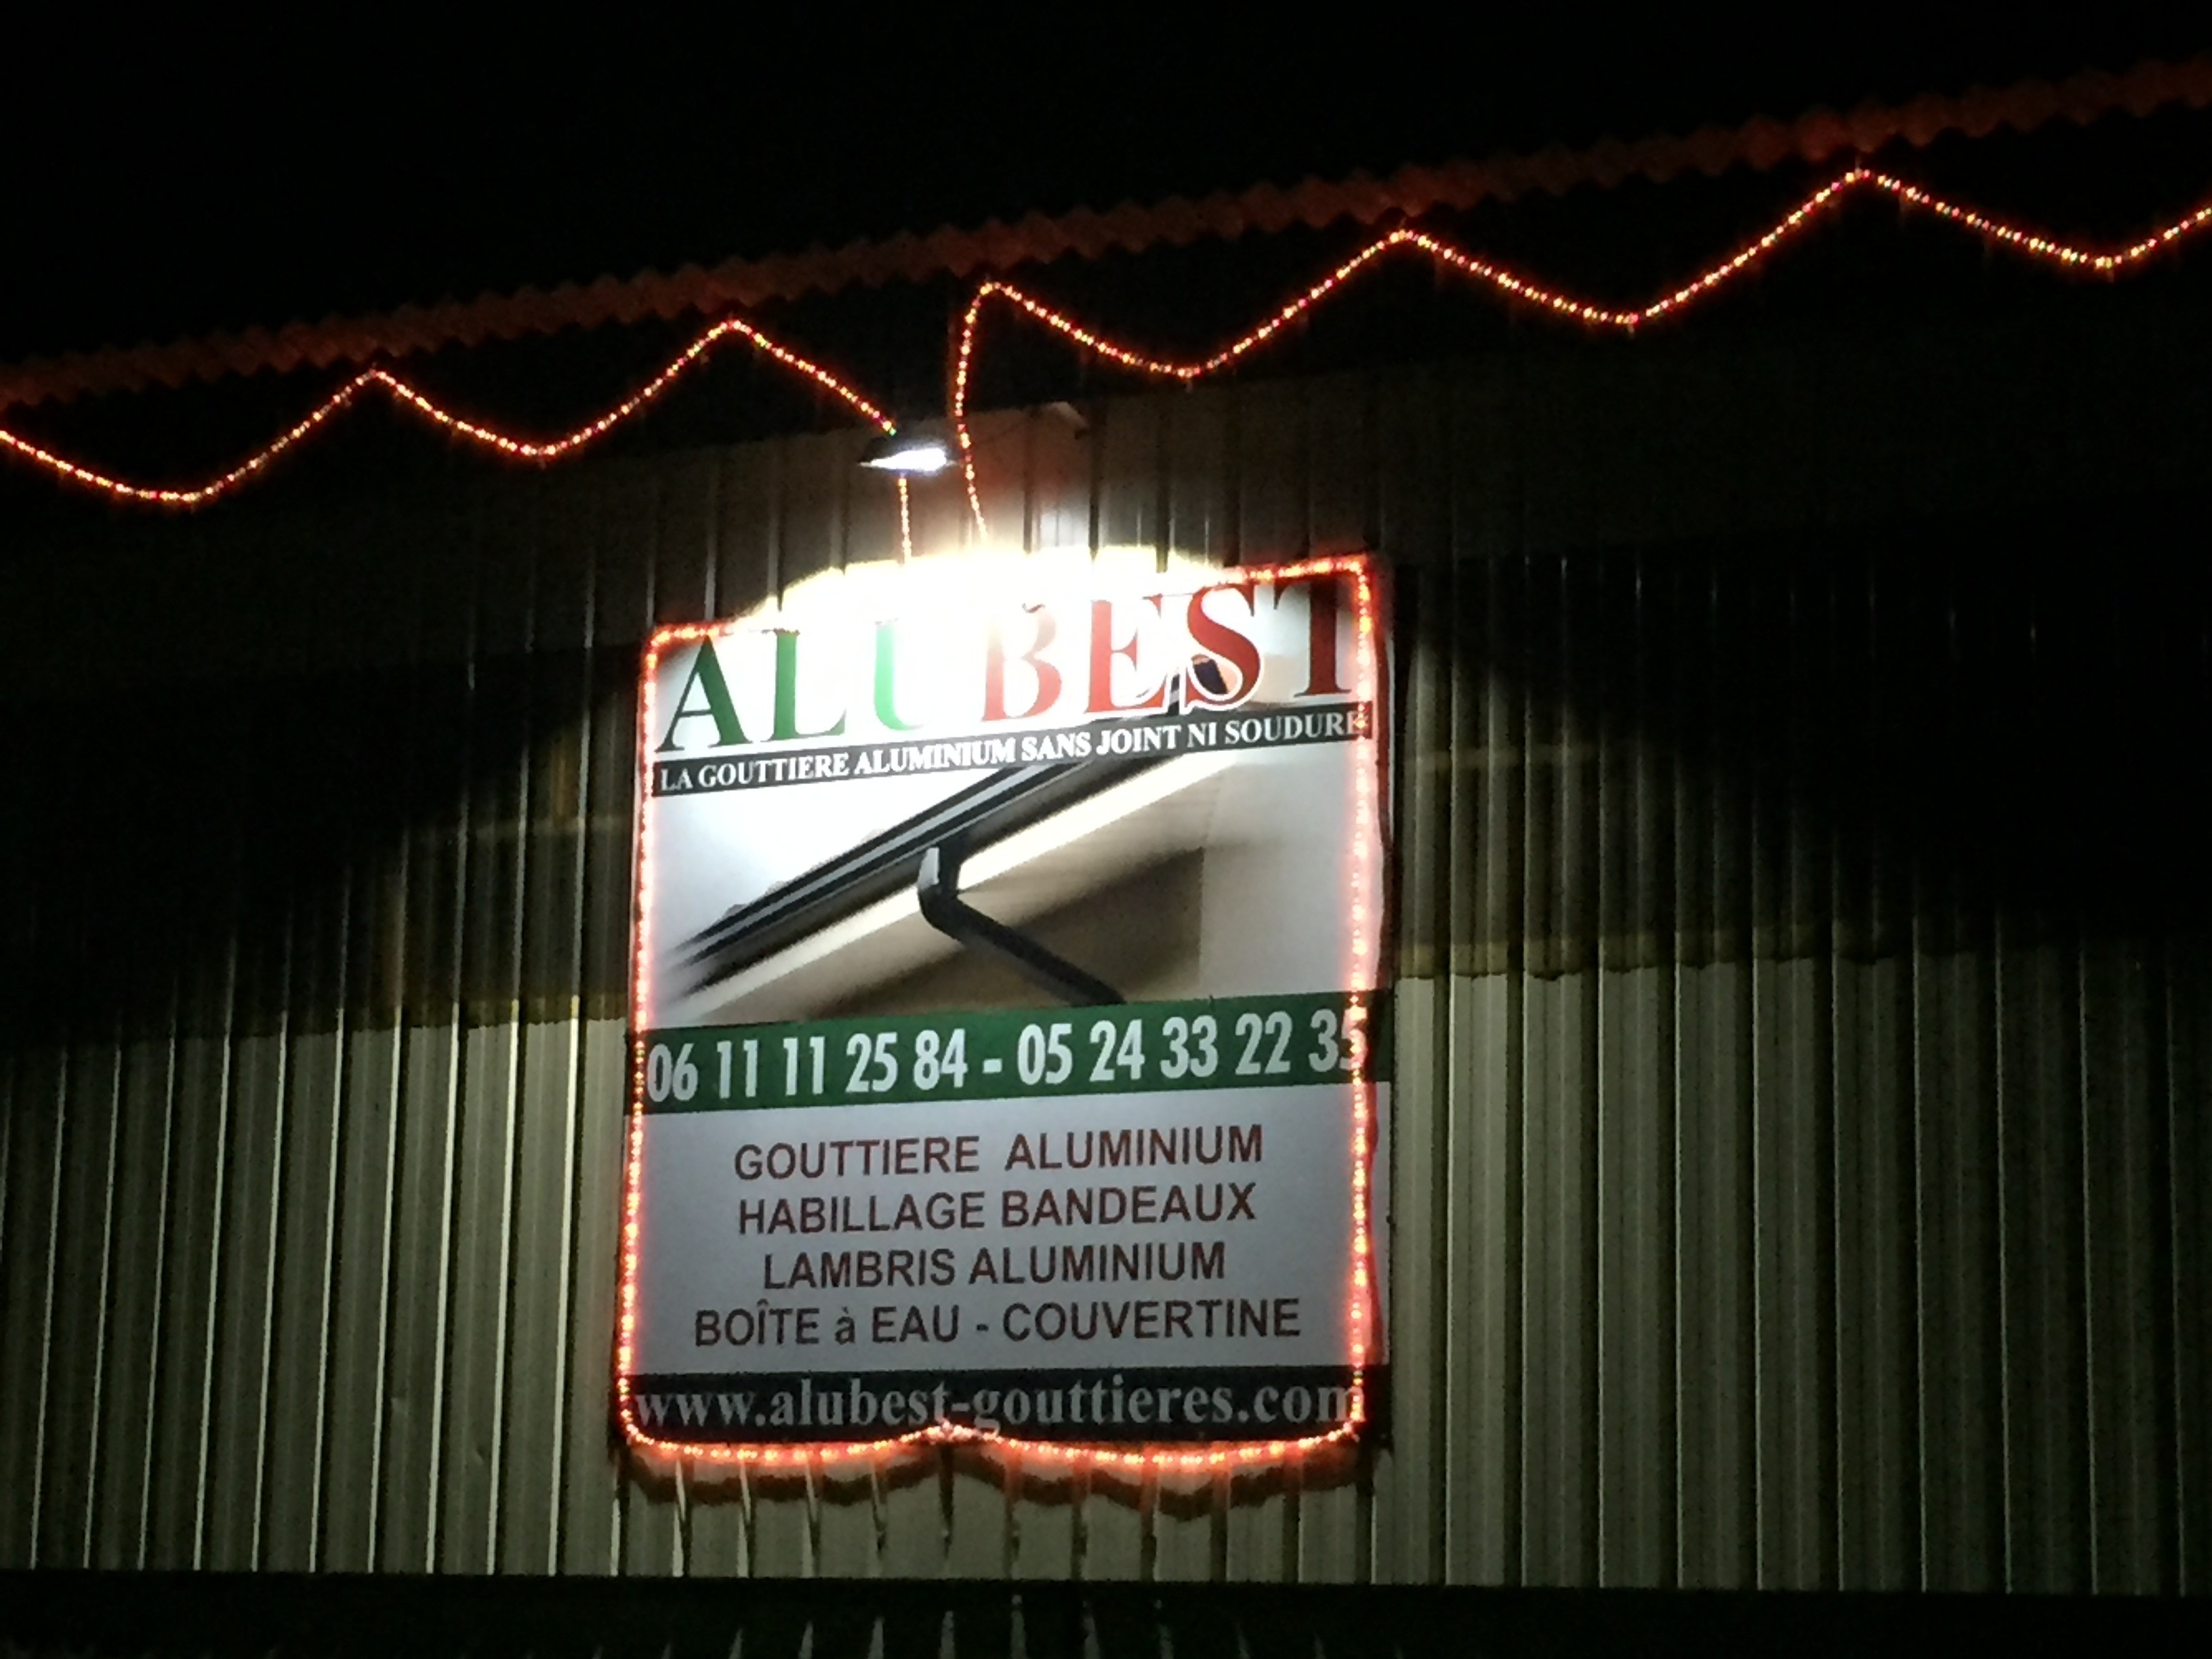 ALUBEST
LA GOUTTIERE ALUMINIUM SANS JOINT NI SOUDURE
06 11 11 25 84 - 05 24 33 22 35
GOUTTIERE ALUMINIUM
HABILLAGE BANDEAUX
LAMBRIS ALUMINIUM
BOÎTE à EAU - COUVERTINE
www.alubest-gouttieres.com